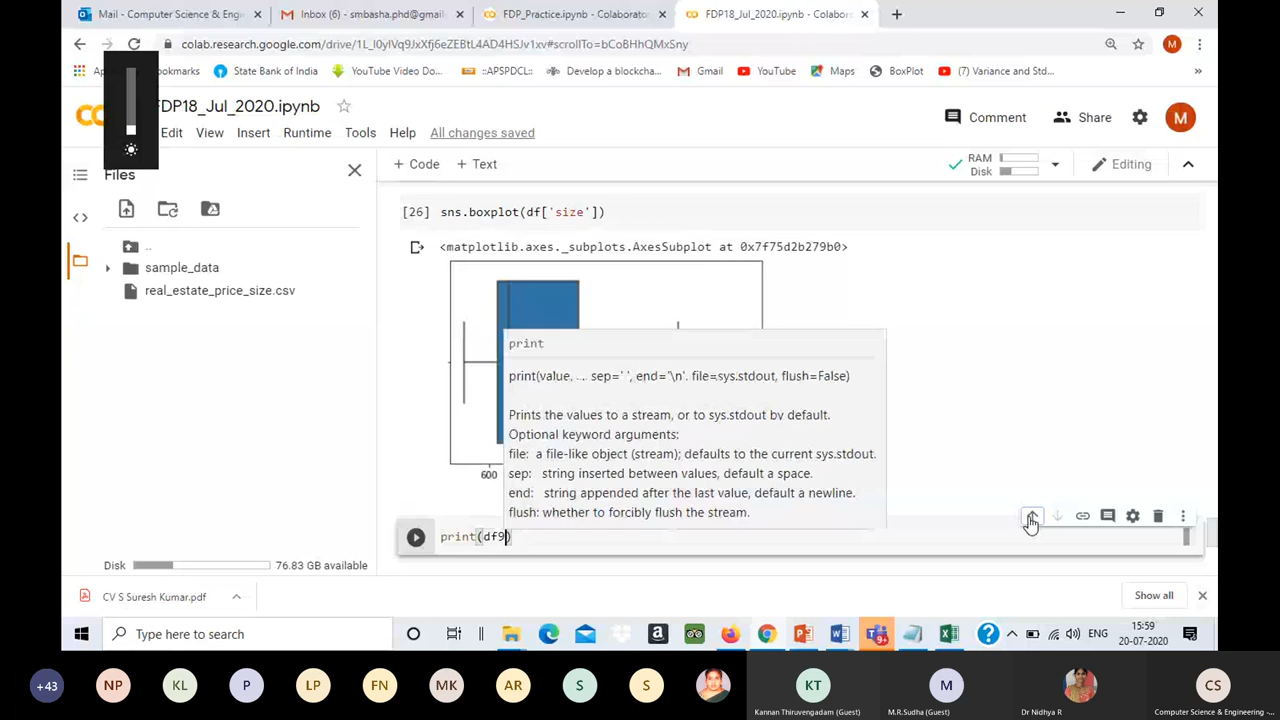 Mail - Computer Science & Engi
Inbox (6) - smbasha.phd@gmail
FDP_Practice.ipynb - Colaborato
FDP18_Jul_2020.ipynb - Colabora
colab.research.google.com/drive/1L_l0ylVq9JxXfj6eZEBtL4AD4HSJv1xv#scrollTo=bCoBHhQMxSny
M
okmarks
State Bank of India
YouTube Video Do...
::APSPDCL::
Develop a blockcha...
Gmail
YouTube
Maps
BoxPlot
(7) Variance and Std...
FDP18_Jul_2020.ipynb
Edit View Insert Runtime Tools Help All changes saved
Comment Share M
Files
+ Code + Text
RAM
Disk
Editing
..
sample_data
real_estate_price_size.csv
[26] sns.boxplot(df['size'])
<matplotlib.axes._subplots.AxesSubplot at 0x7f75d2b279b0>
600
print
print(value, ..., sep=' ', end='\n', file=sys.stdout, flush=False)
Prints the values to a stream, or to sys.stdout by default.
Optional keyword arguments:
file: a file-like object (stream); defaults to the current sys.stdout.
sep: string inserted between values, default a space.
end: string appended after the last value, default a newline.
flush: whether to forcibly flush the stream.
print(df9)
Disk 76.83 GB available
CV S Suresh Kumar.pdf
Show all
Type here to search
9+
ENG
15:59
20-07-2020
+43 NP KL P LP FN MK AR S S KT M CS
Kannan Thiruvengadam (Guest)
M.R.Sudha (Guest)
Dr Nidhya R
Computer Science & Engineering -...